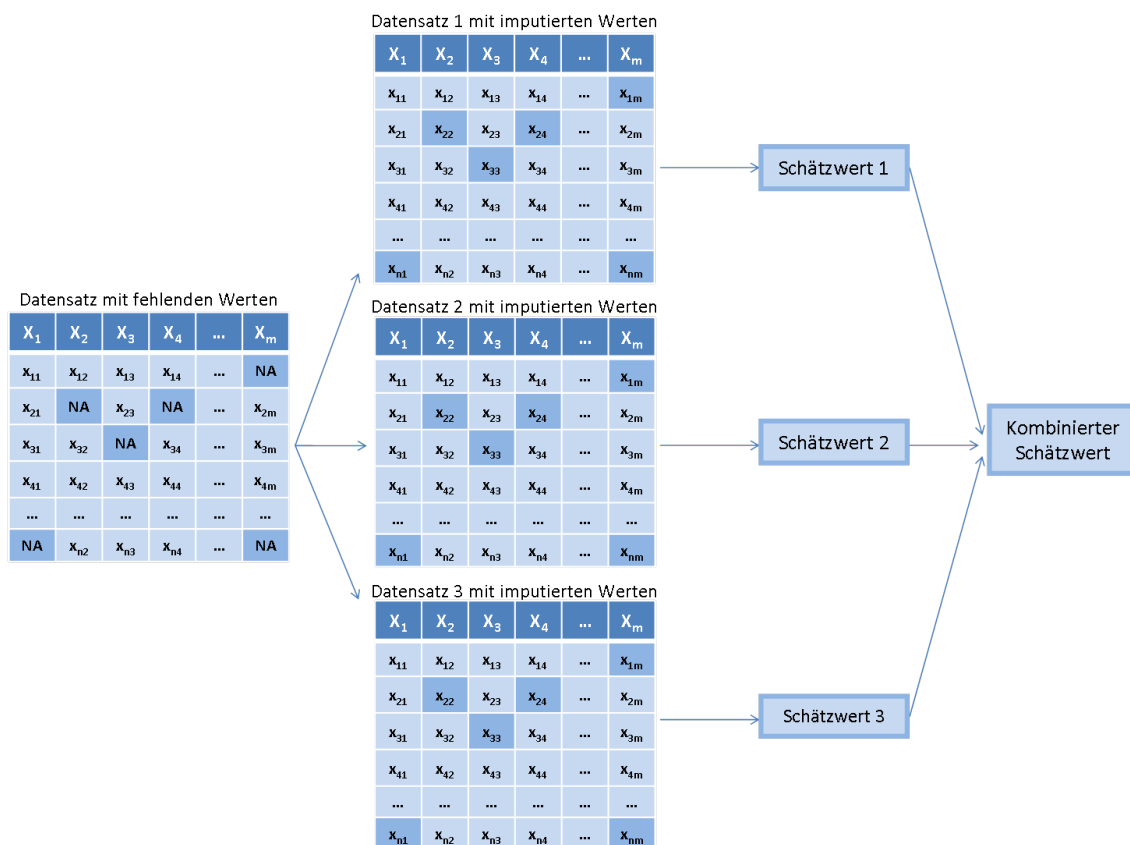 Datensatz 1 mit imputierten Werten
X₁ X₂ X₃ X₄ ... Xₘ
x₁₁ x₁₂ x₁₃ x₁₄ ... x₁ₘ
x₂₁ x₂₂ x₂₃ x₂₄ ... x₂ₘ
x₃₁ x₃₂ x₃₃ x₃₄ ... x₃ₘ
x₄₁ x₄₂ x₄₃ x₄₄ ... x₄ₘ
... ... ... ... ... ...
xₙ₁ xₙ₂ xₙ₃ xₙ₄ ... xₙₘ
Schätzwert 1
Datensatz mit fehlenden Werten
X₁ X₂ X₃ X₄ ... Xₘ
x₁₁ x₁₂ x₁₃ x₁₄ ... NA
x₂₁ NA x₂₃ NA ... x₂ₘ
x₃₁ x₃₂ NA x₃₄ ... x₃ₘ
x₄₁ x₄₂ x₄₃ x₄₄ ... x₄ₘ
... ... ... ... ... ...
NA xₙ₂ xₙ₃ xₙ₄ ... NA
Datensatz 2 mit imputierten Werten
X₁ X₂ X₃ X₄ ... Xₘ
x₁₁ x₁₂ x₁₃ x₁₄ ... x₁ₘ
x₂₁ x₂₂ x₂₃ x₂₄ ... x₂ₘ
x₃₁ x₃₂ x₃₃ x₃₄ ... x₃ₘ
x₄₁ x₄₂ x₄₃ x₄₄ ... x₄ₘ
... ... ... ... ... ...
xₙ₁ xₙ₂ xₙ₃ xₙ₄ ... xₙₘ
Schätzwert 2
Kombinierter
Schätzwert
Datensatz 3 mit imputierten Werten
X₁ X₂ X₃ X₄ ... Xₘ
x₁₁ x₁₂ x₁₃ x₁₄ ... x₁ₘ
x₂₁ x₂₂ x₂₃ x₂₄ ... x₂ₘ
x₃₁ x₃₂ x₃₃ x₃₄ ... x₃ₘ
x₄₁ x₄₂ x₄₃ x₄₄ ... x₄ₘ
... ... ... ... ... ...
xₙ₁ xₙ₂ xₙ₃ xₙ₄ ... xₙₘ
Schätzwert 3